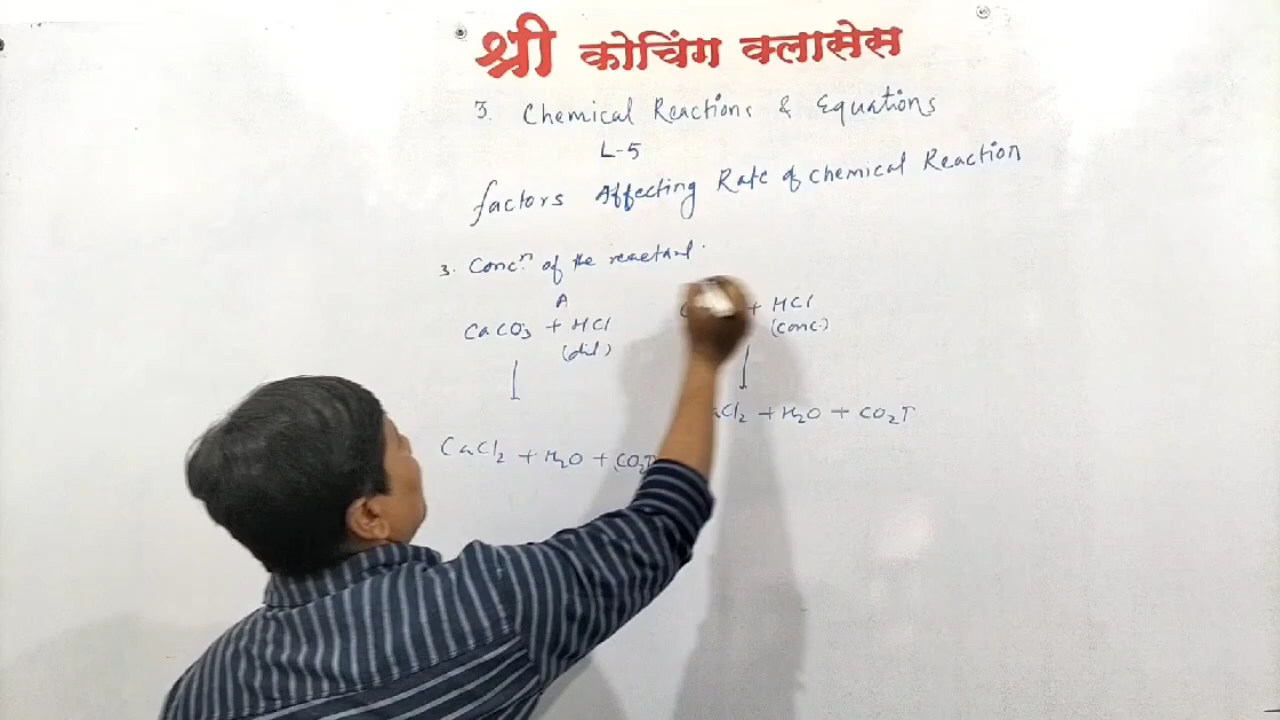 श्री कोचिंग क्लासेस
3. Chemical Reactions & Equations
L-5
factors Affecting Rate of Chemical Reaction
3. Concⁿ. of the reactant.
A
CaCO3 + HCl
(dil)
CaCl2 + H2O + CO2↑
+ HCl
(conc.)
aCl2 + H2O + CO2↑